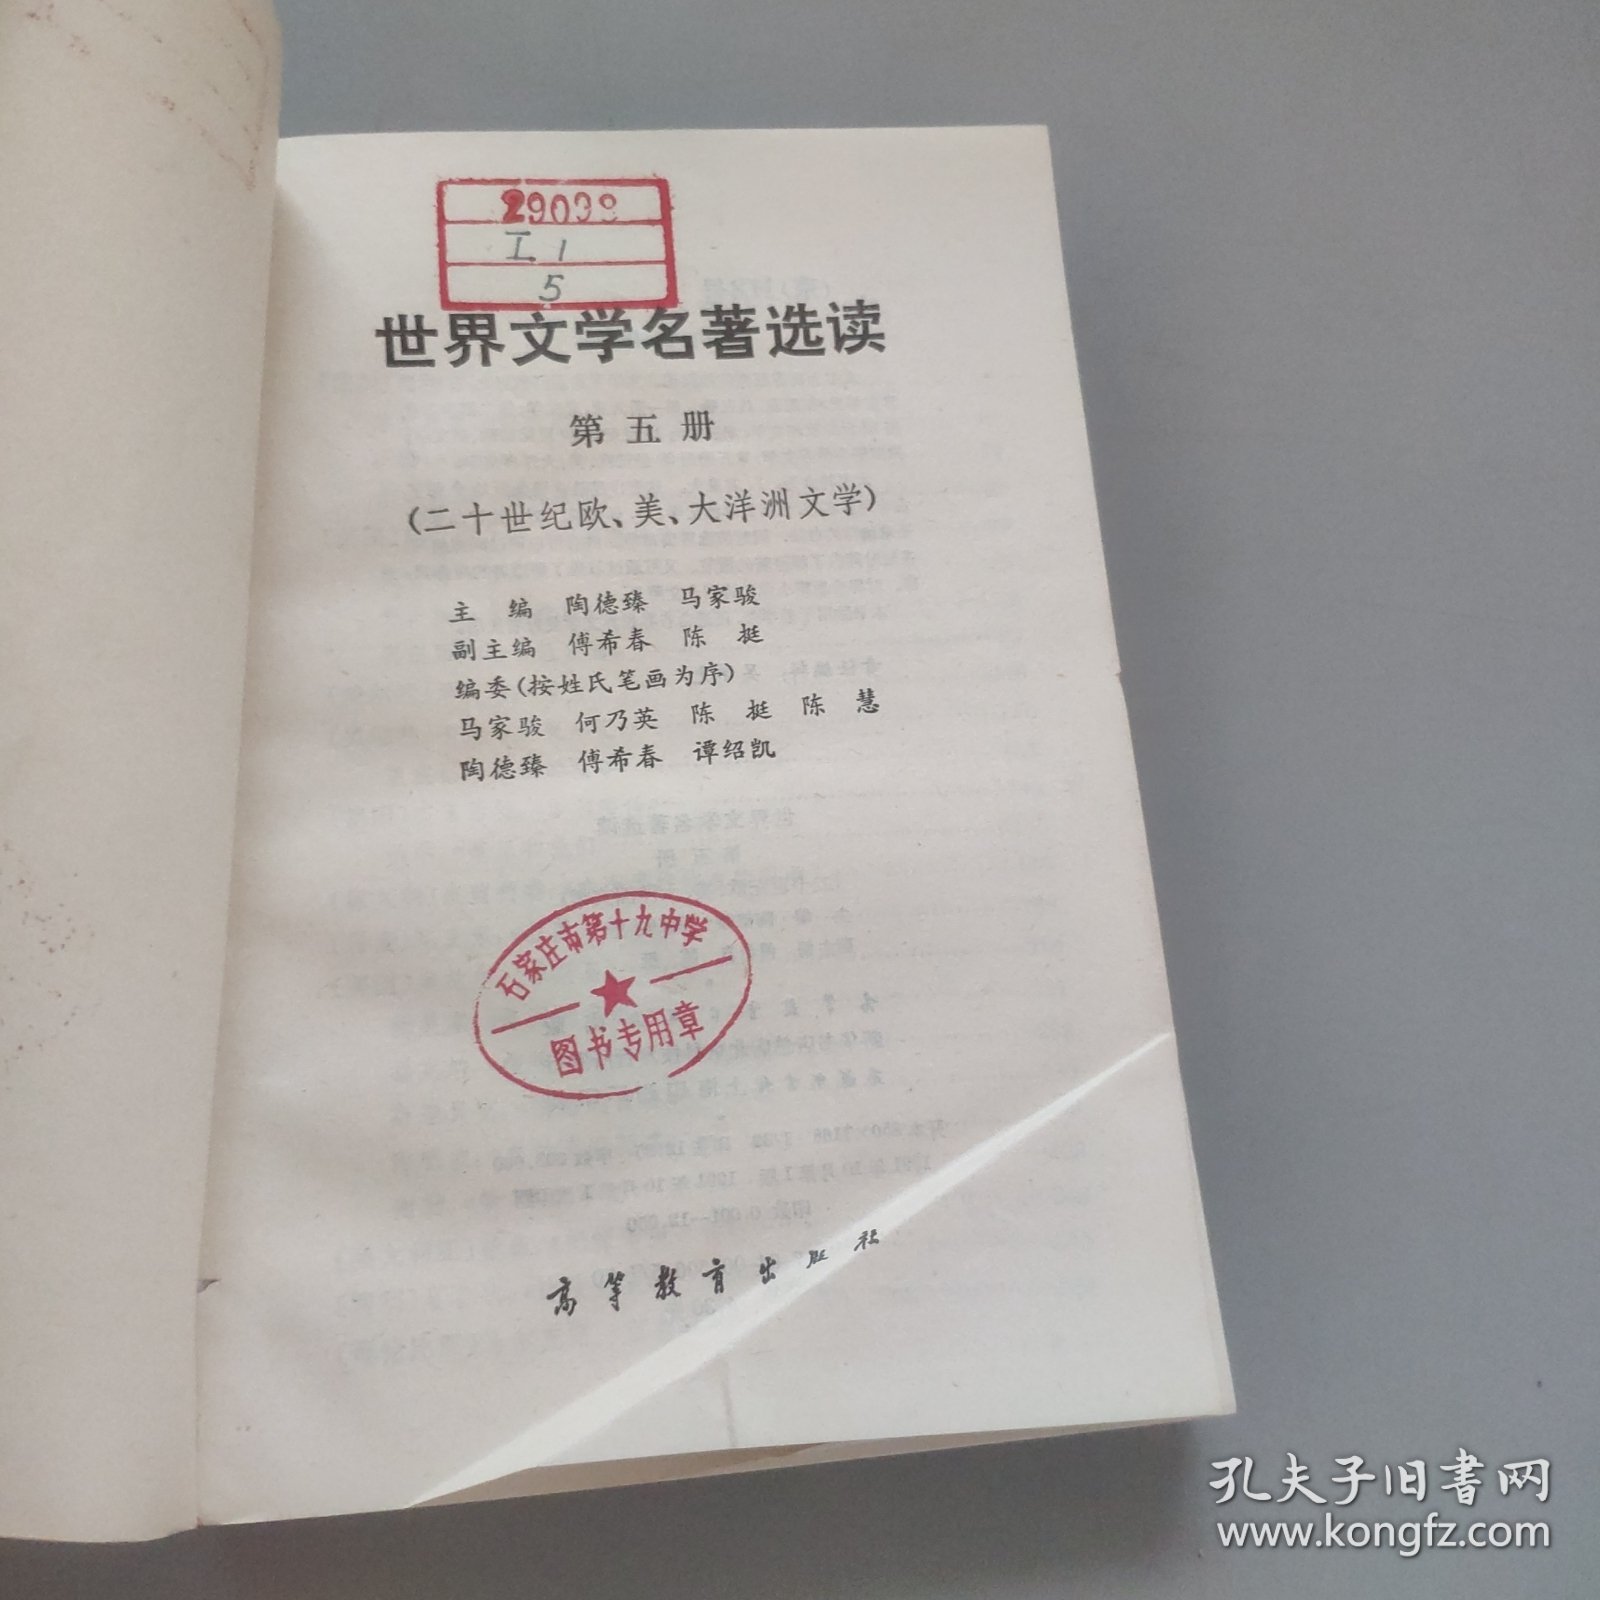 29039
I.1
5
世界文学名著选读
第五册
(二十世纪欧、美、大洋洲文学)
主 编 陶德臻 马家骏
副主编 傅希春 陈 挺
编委(按姓氏笔画为序)
马家骏 何乃英 陈 挺 陈 慧
陶德臻 傅希春 谭绍凯
石家庄市第十九中学
图书专用章
高等教育出版社
孔夫子旧书网
www.kongfz.com